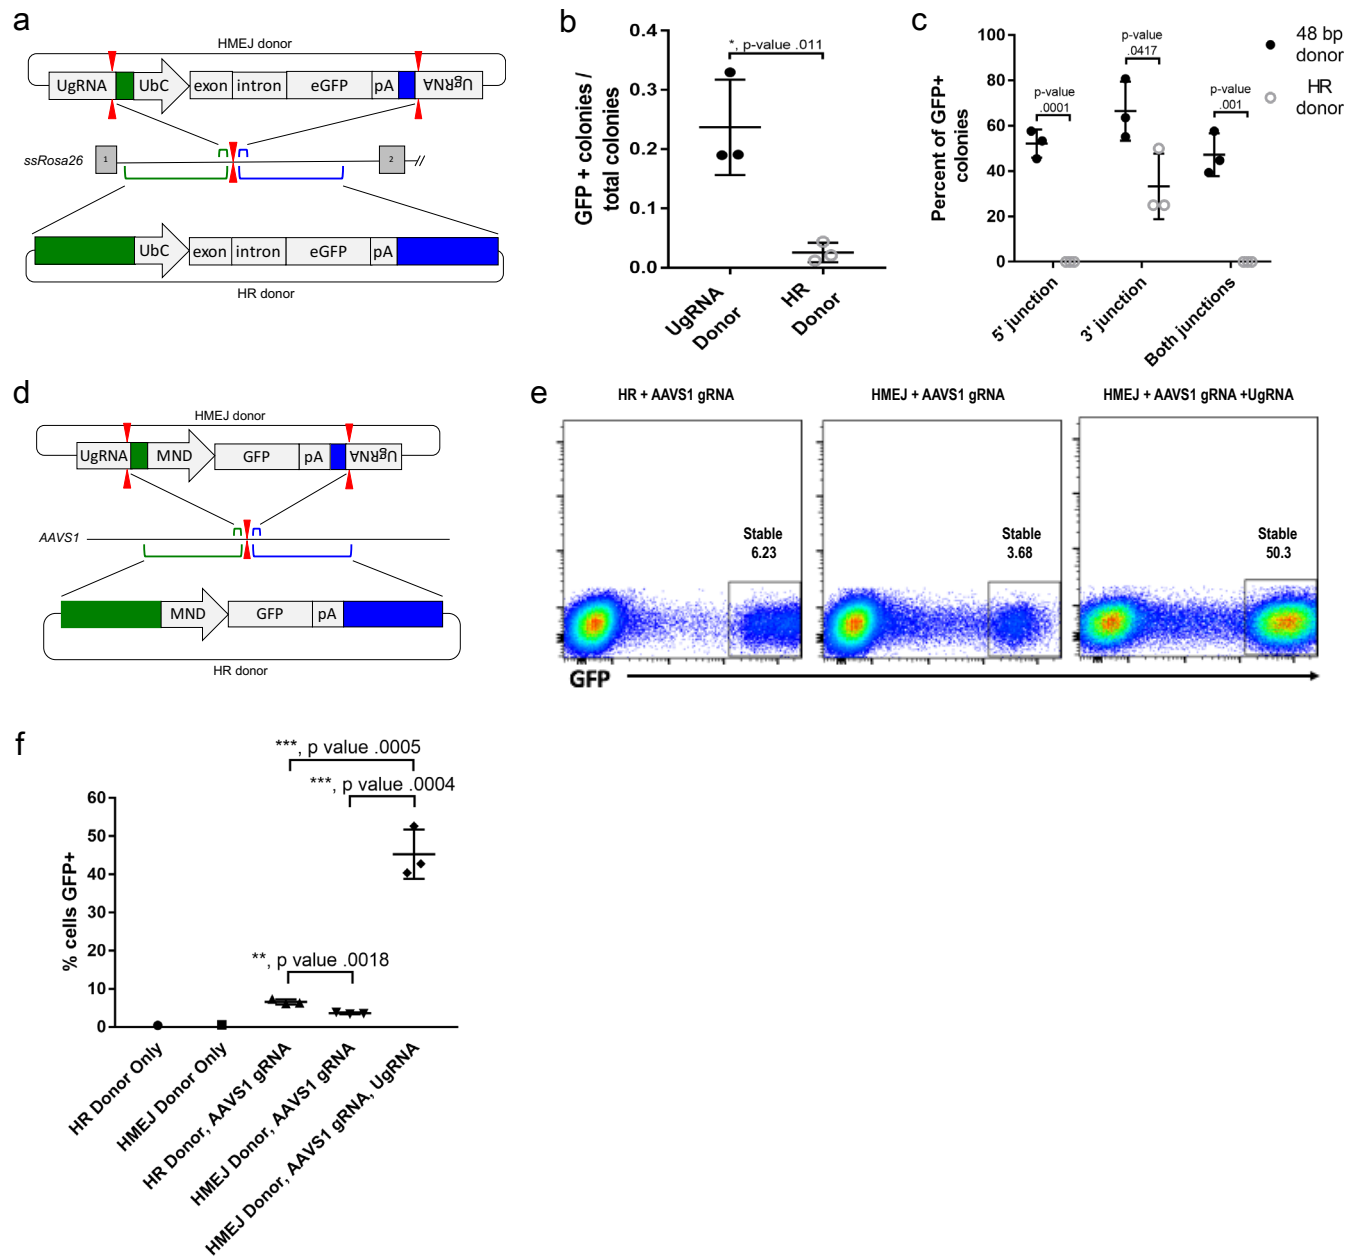 a
HMEJ donor
UgRNA
UbC
exon
intron
eGFP
pA
UgRNA
ssRosa26
1
2
UbC
exon
intron
eGFP
pA
HR donor
b
GFP + colonies /
total colonies
0.4
0.3
0.2
0.1
0.0
*, p-value .011
UgRNA
Donor
HR
Donor
c
Percent of GFP+
colonies
100
80
60
40
20
0
p-value
.0001
p-value
.0417
p-value
.001
48 bp
donor
HR
donor
5' junction
3' junction
Both junctions
d
HMEJ donor
UgRNA
MND
GFP
pA
UgRNA
AAVS1
MND
GFP
pA
HR donor
e
HR + AAVS1 gRNA
HMEJ + AAVS1 gRNA
HMEJ + AAVS1 gRNA +UgRNA
Stable
6.23
Stable
3.68
Stable
50.3
GFP
f
% cells GFP+
60
50
40
30
20
10
0
***, p value .0005
***, p value .0004
**, p value .0018
HR Donor Only
HMEJ Donor Only
HR Donor, AAVS1 gRNA
HMEJ Donor, AAVS1 gRNA
HMEJ Donor, AAVS1 gRNA, UgRNA